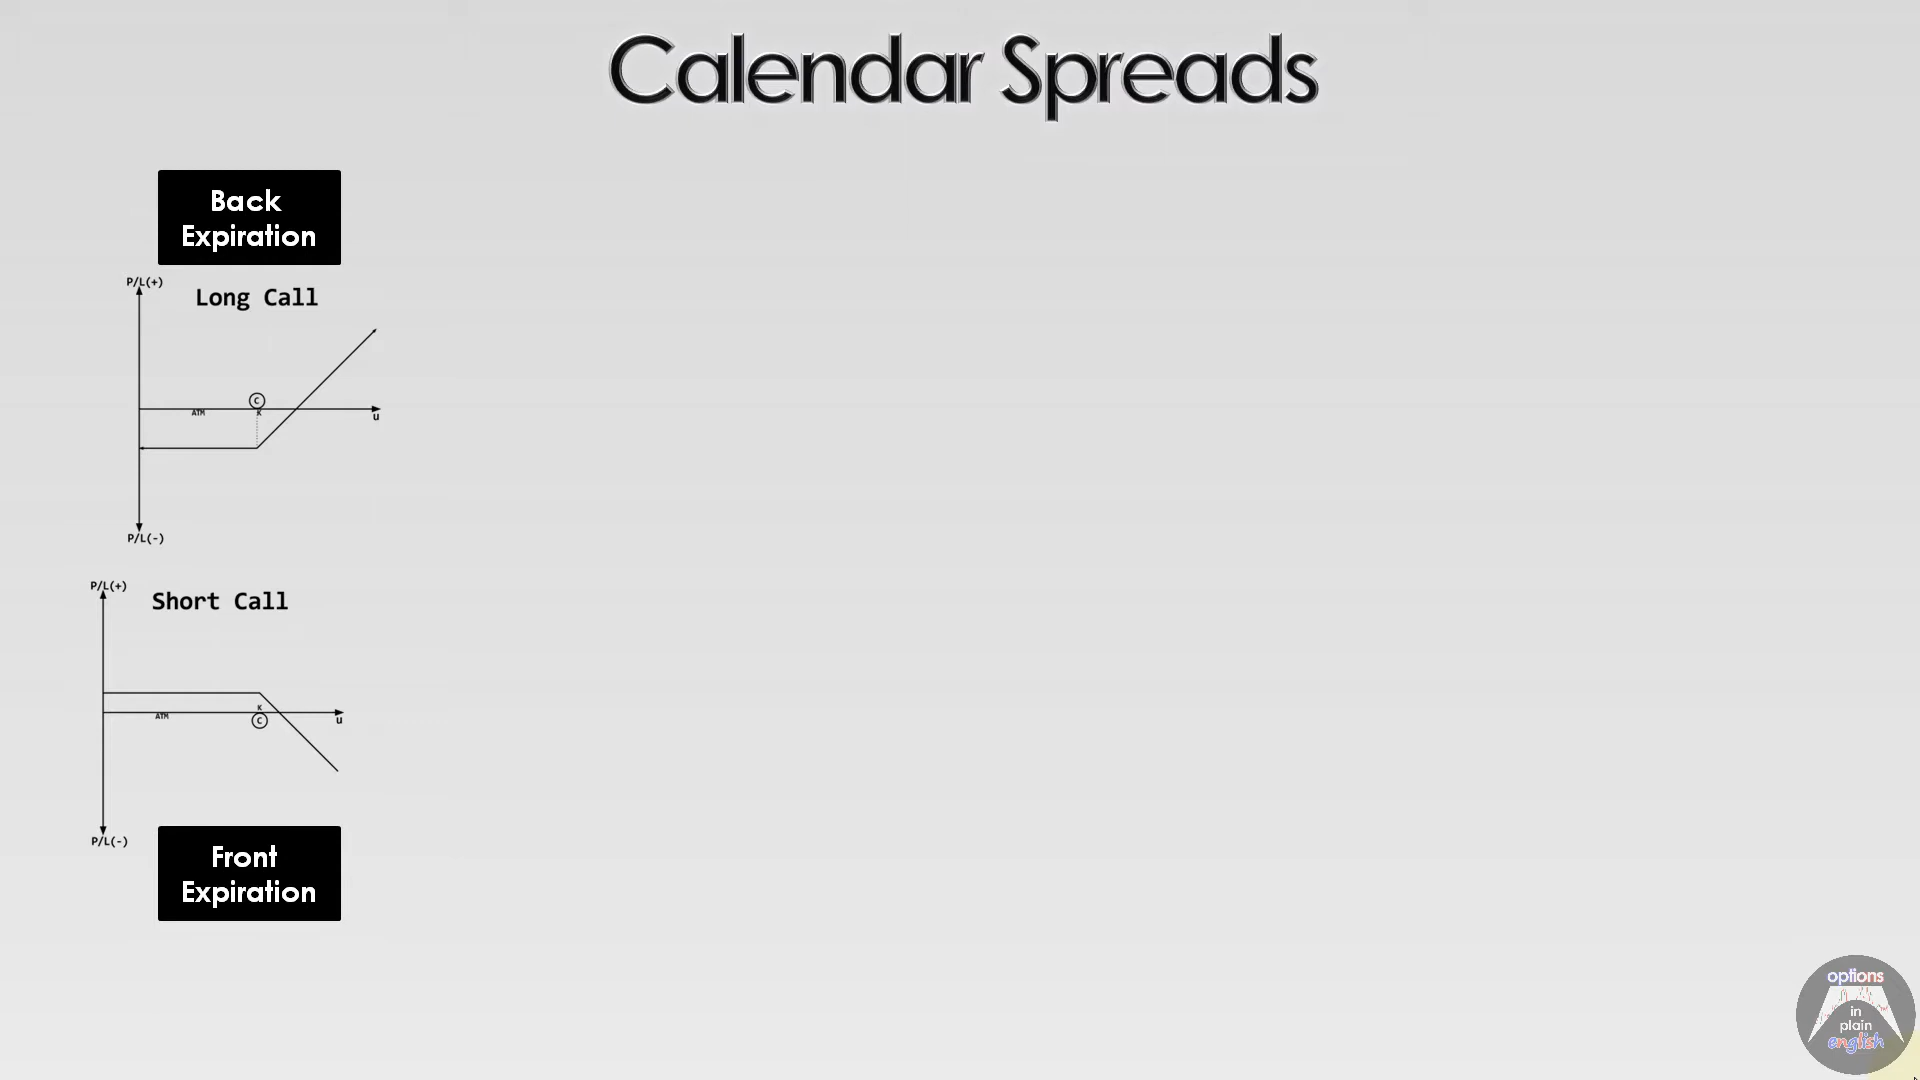 Calendar Spreads
Back
Expiration
P/L(+)
Long Call
C
ATM
K
u
P/L(-)
P/L(+)
Short Call
K
ATM
C
u
P/L(-)
Front
Expiration
options
in
plain
english